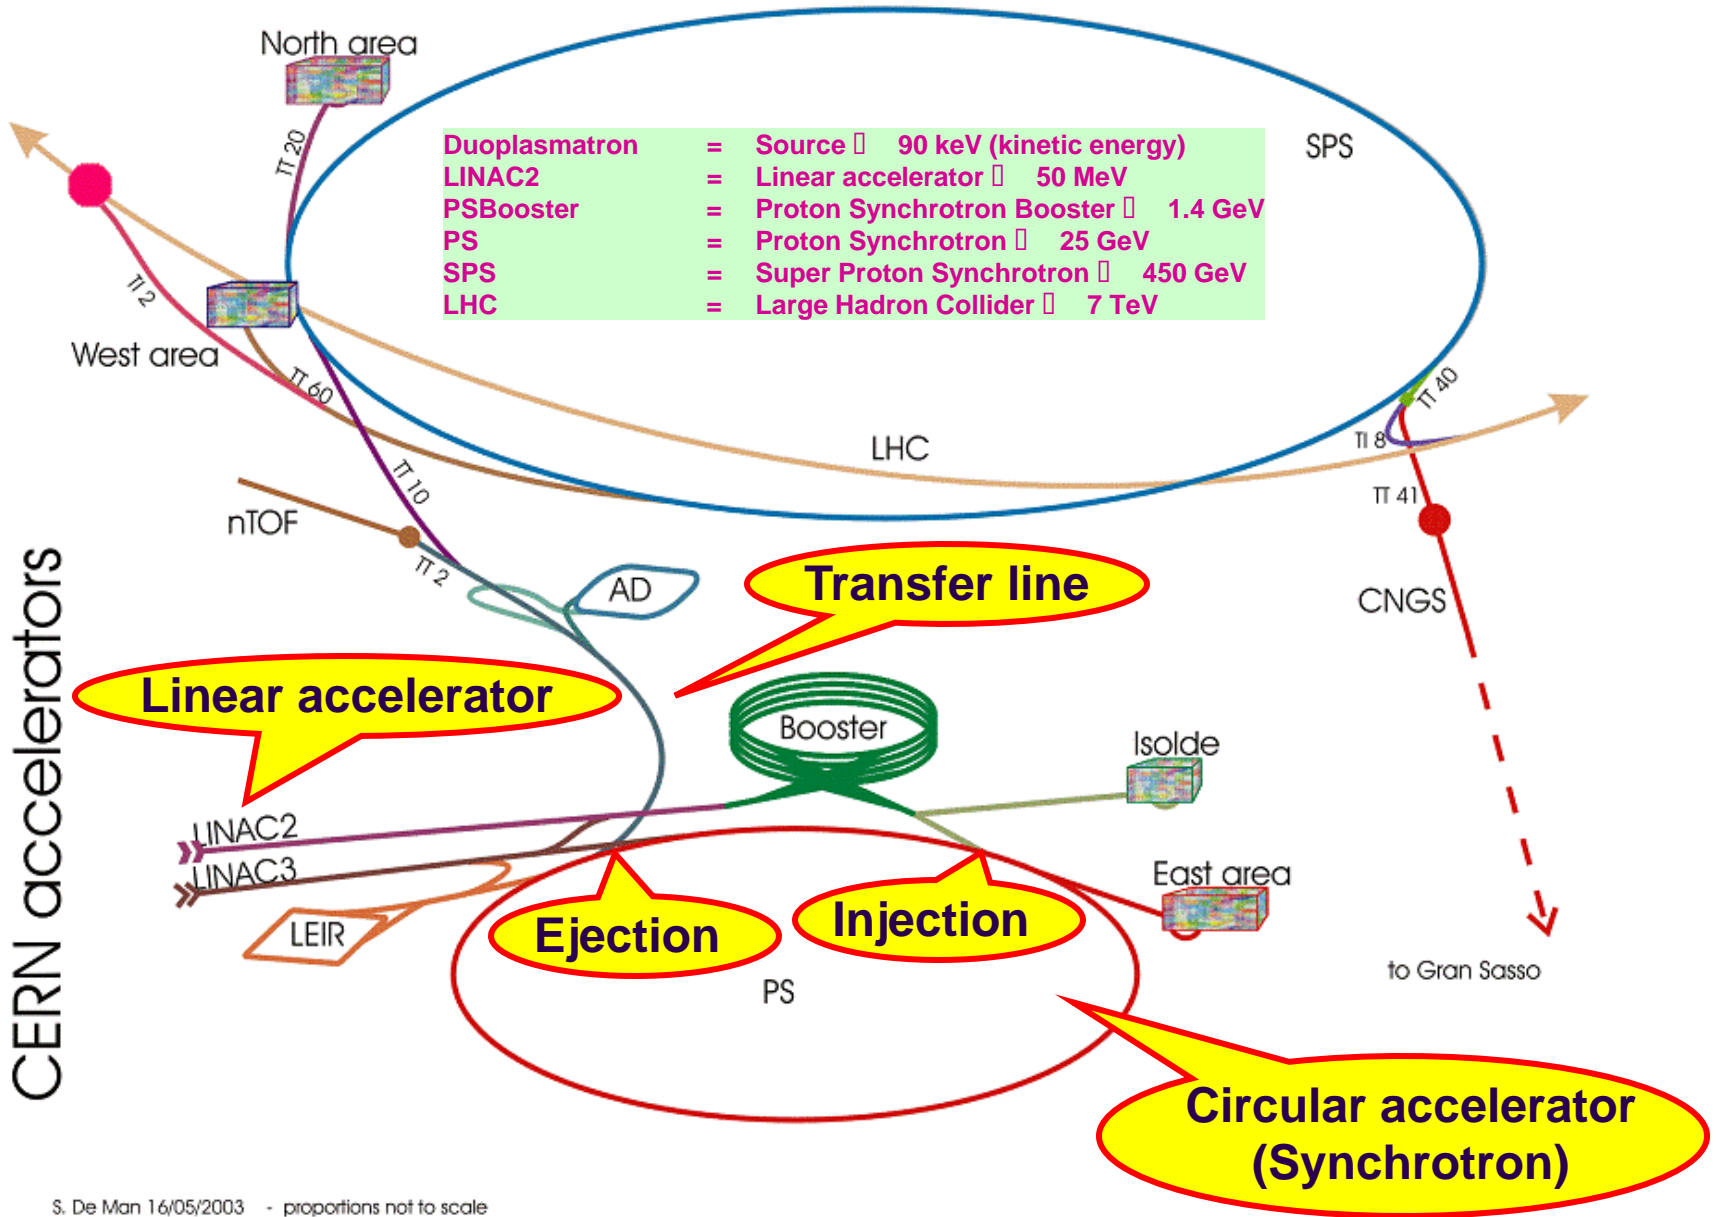 North area
TT 20
SPS
Duoplasmatron = Source ▯ 90 keV (kinetic energy)
LINAC2 = Linear accelerator ▯ 50 MeV
PSBooster = Proton Synchrotron Booster ▯ 1.4 GeV
PS = Proton Synchrotron ▯ 25 GeV
SPS = Super Proton Synchrotron ▯ 450 GeV
LHC = Large Hadron Collider ▯ 7 TeV
TI 2
West area
TT 60
TT 40
TI 8
LHC
TT 10
TT 41
nTOF
TT 2
AD
Transfer line
CNGS
CERN accelerators
Linear accelerator
Booster
Isolde
LINAC2
LINAC3
East area
LEIR
Ejection
Injection
PS
to Gran Sasso
Circular accelerator
(Synchrotron)
S. De Man 16/05/2003 - proportions not to scale